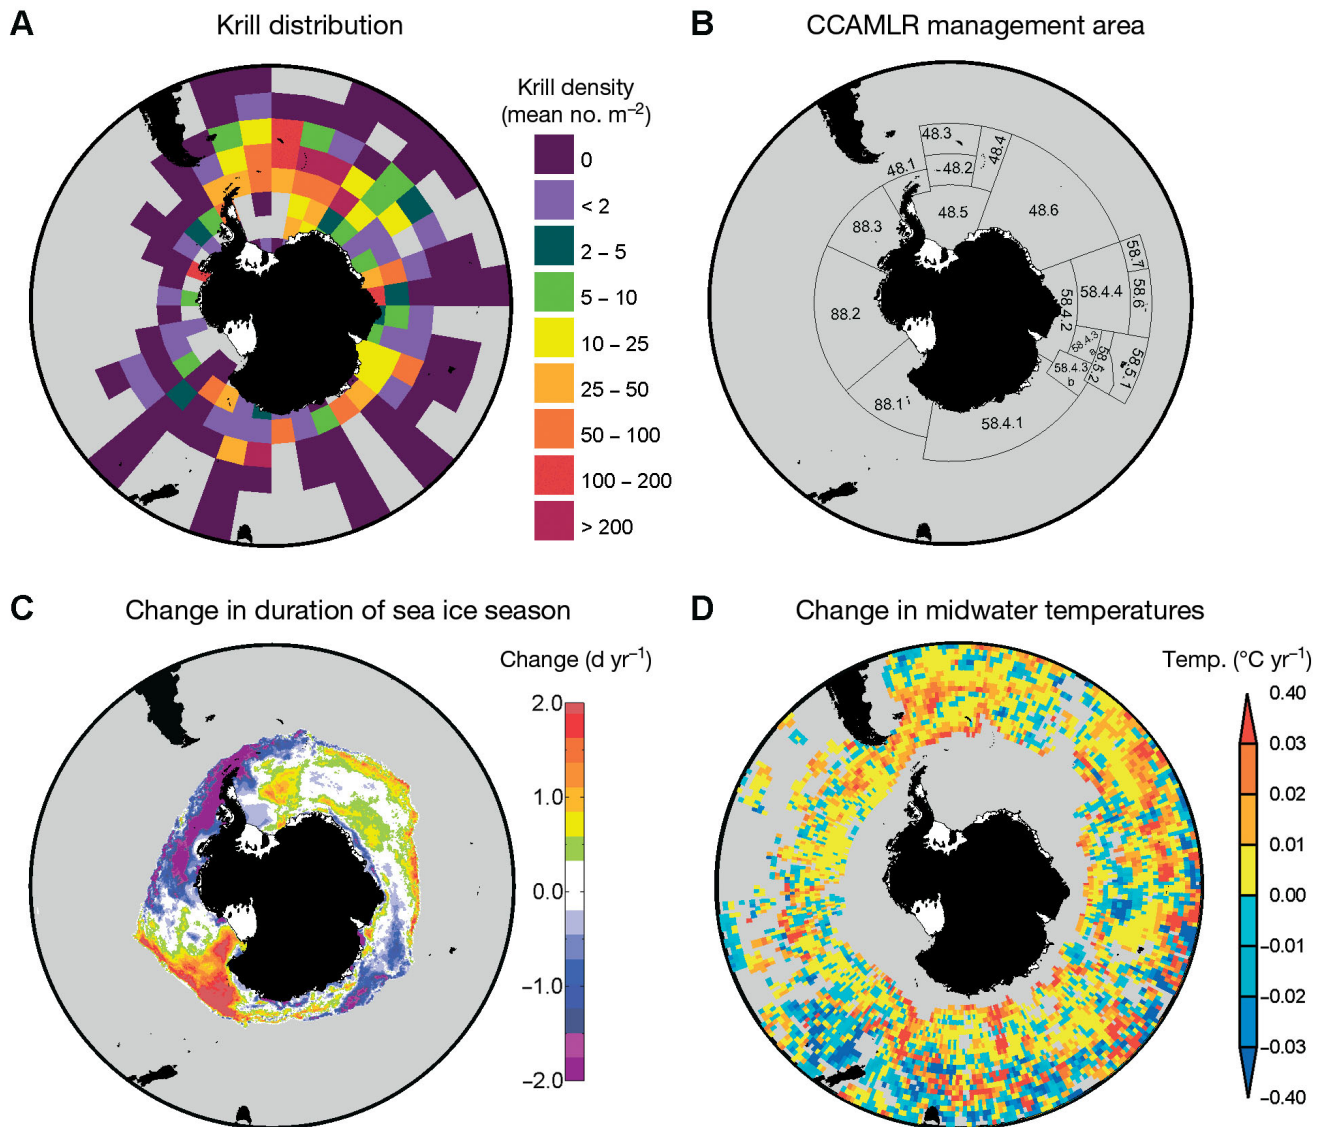 A Krill distribution
Krill density
(mean no. m⁻²)
0
< 2
2 – 5
5 – 10
10 – 25
25 – 50
50 – 100
100 – 200
> 200
B CCAMLR management area
48.3
48.4
48.1
48.2
48.5
48.6
88.3
58.7
58.4.4
58.6
58.4.2
88.2
58.4.3
a
58.5.2
58.5.1
58.4.3
b
88.1
58.4.1
C Change in duration of sea ice season
Change (d yr⁻¹)
2.0
1.0
0.0
–1.0
–2.0
D Change in midwater temperatures
Temp. (°C yr⁻¹)
0.40
0.03
0.02
0.01
0.00
–0.01
–0.02
–0.03
–0.40